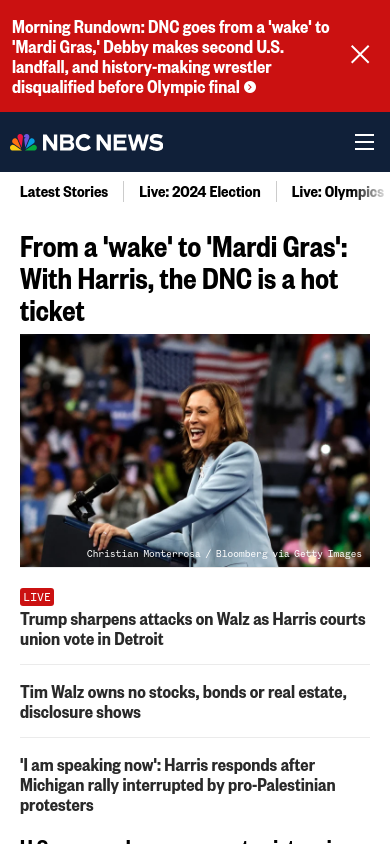 Morning Rundown: DNC goes from a 'wake' to
'Mardi Gras,' Debby makes second U.S.
landfall, and history-making wrestler
disqualified before Olympic final
NBC NEWS
Latest Stories Live: 2024 Election Live: Olympics
From a 'wake' to 'Mardi Gras':
With Harris, the DNC is a hot
ticket
Christian Monterrosa / Bloomberg via Getty Images
LIVE
Trump sharpens attacks on Walz as Harris courts
union vote in Detroit
Tim Walz owns no stocks, bonds or real estate,
disclosure shows
'I am speaking now': Harris responds after
Michigan rally interrupted by pro-Palestinian
protesters